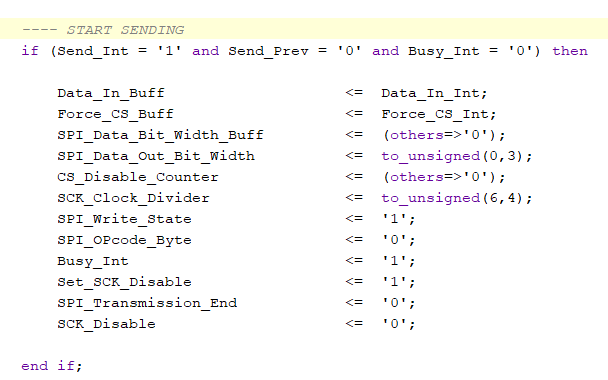 ---- START SENDING
if (Send_Int = '1' and Send_Prev = '0' and Busy_Int = '0') then
Data_In_Buff <= Data_In_Int;
Force_CS_Buff <= Force_CS_Int;
SPI_Data_Bit_Width_Buff <= (others=>'0');
SPI_Data_Out_Bit_Width <= to_unsigned(0,3);
CS_Disable_Counter <= (others=>'0');
SCK_Clock_Divider <= to_unsigned(6,4);
SPI_Write_State <= '1';
SPI_OPcode_Byte <= '0';
Busy_Int <= '1';
Set_SCK_Disable <= '1';
SPI_Transmission_End <= '0';
SCK_Disable <= '0';
end if;